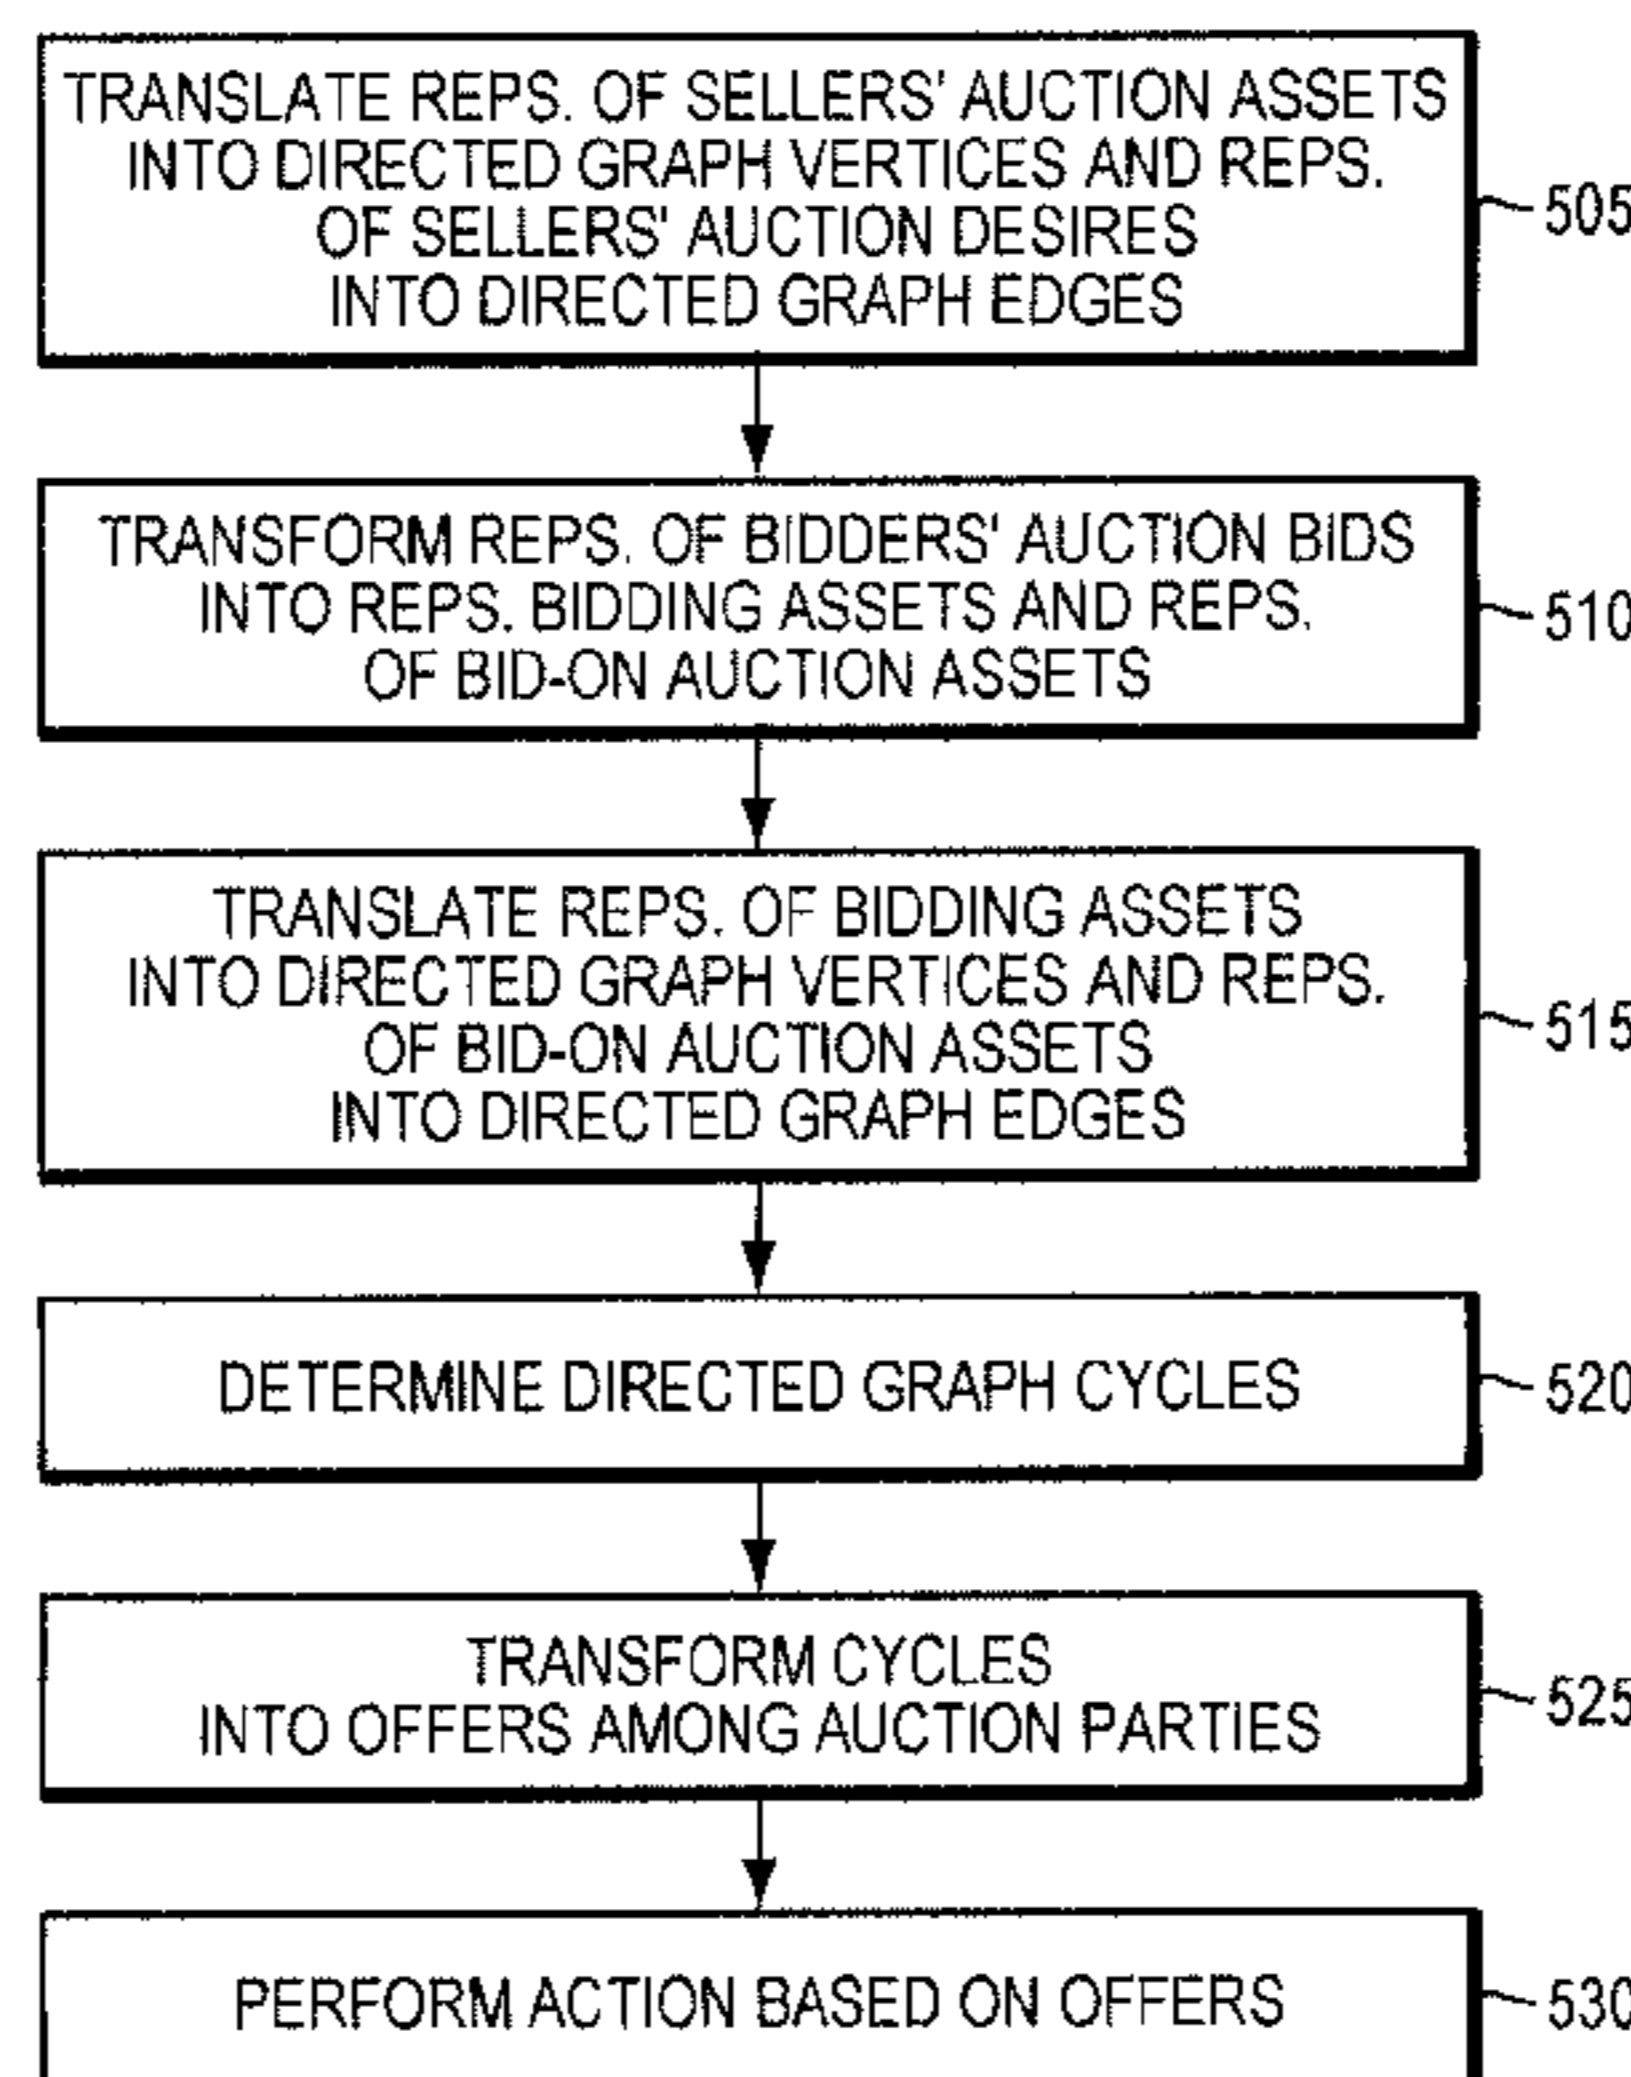 TRANSLATE REPS. OF SELLERS' AUCTION ASSETS
INTO DIRECTED GRAPH VERTICES AND REPS.
OF SELLERS' AUCTION DESIRES
INTO DIRECTED GRAPH EDGES
505
TRANSFORM REPS. OF BIDDERS' AUCTION BIDS
INTO REPS. BIDDING ASSETS AND REPS.
OF BID-ON AUCTION ASSETS
510
TRANSLATE REPS. OF BIDDING ASSETS
INTO DIRECTED GRAPH VERTICES AND REPS.
OF BID-ON AUCTION ASSETS
INTO DIRECTED GRAPH EDGES
515
DETERMINE DIRECTED GRAPH CYCLES
520
TRANSFORM CYCLES
INTO OFFERS AMONG AUCTION PARTIES
525
PERFORM ACTION BASED ON OFFERS
530